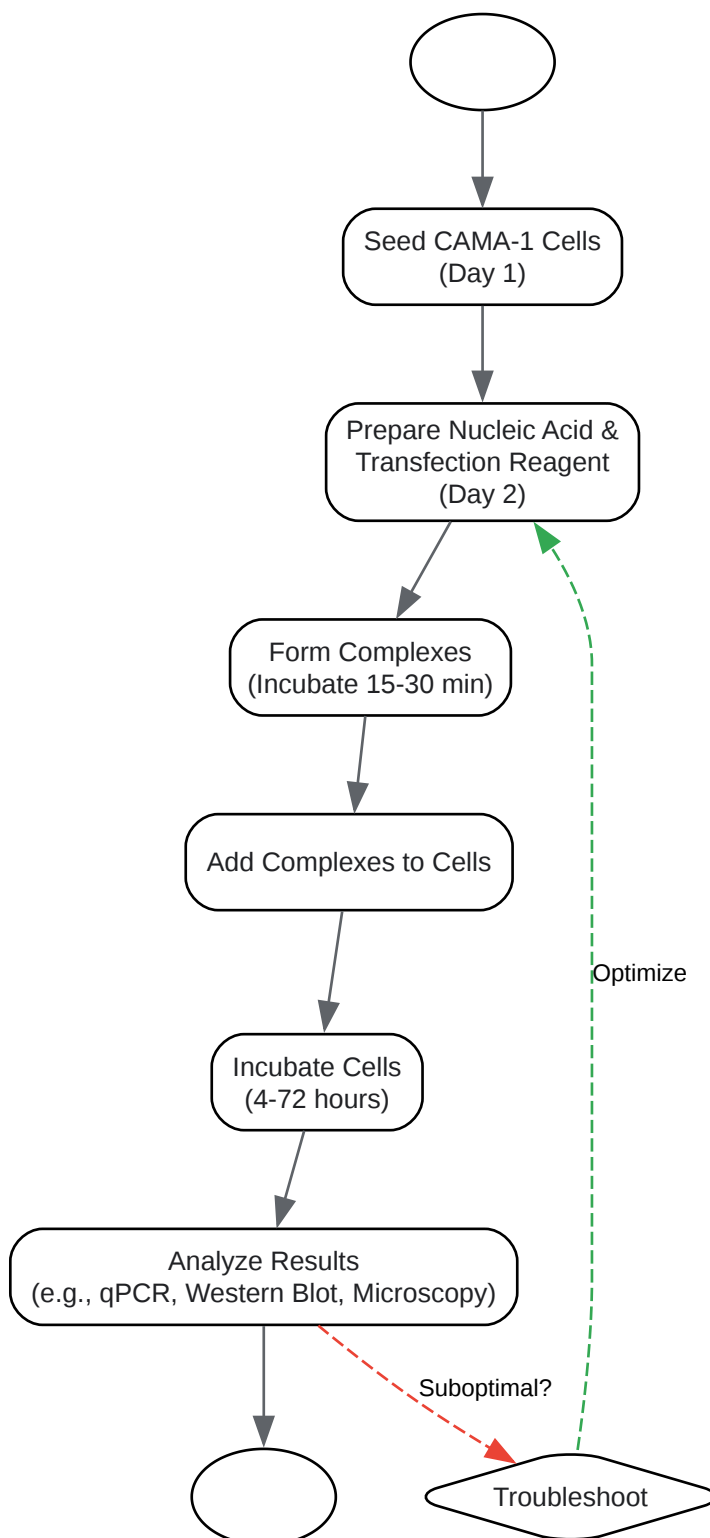 Seed CAMA-1 Cells
(Day 1)
Prepare Nucleic Acid &
Transfection Reagent
(Day 2)
Form Complexes
(Incubate 15-30 min)
Add Complexes to Cells
Optimize
Incubate Cells
(4-72 hours)
Analyze Results
(e.g., qPCR, Western Blot, Microscopy)
Suboptimal?
Troubleshoot